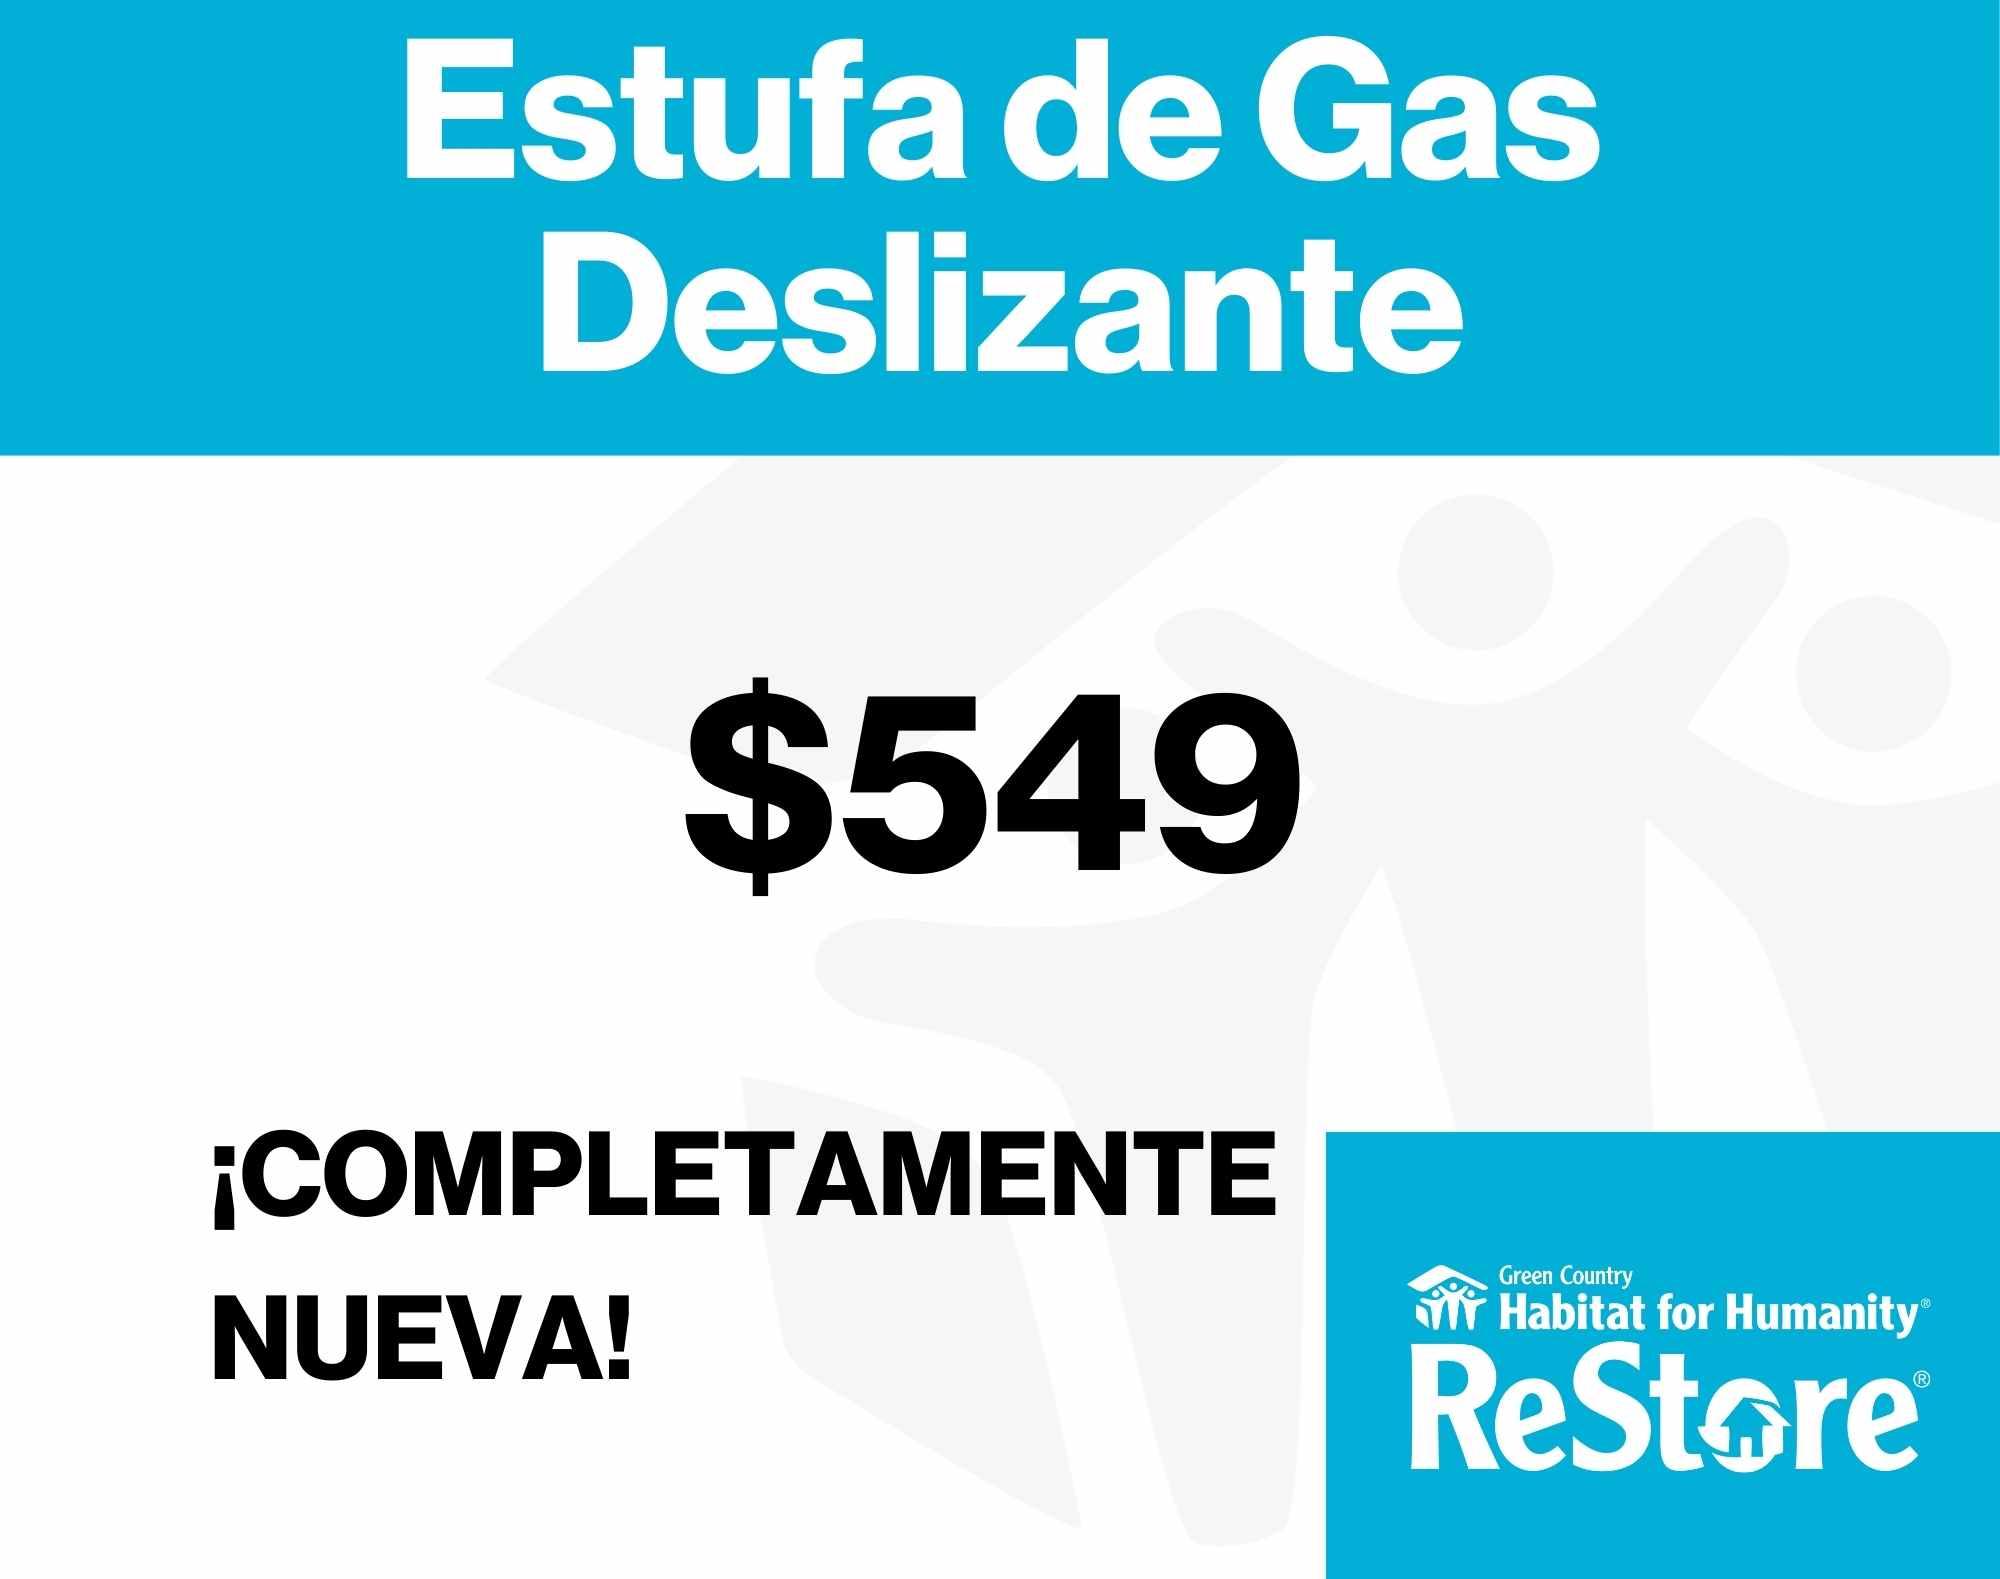 Estufa de Gas
Deslizante
$549
¡COMPLETAMENTE
NUEVA!
Green Country
Habitat for Humanity®
ReStore®